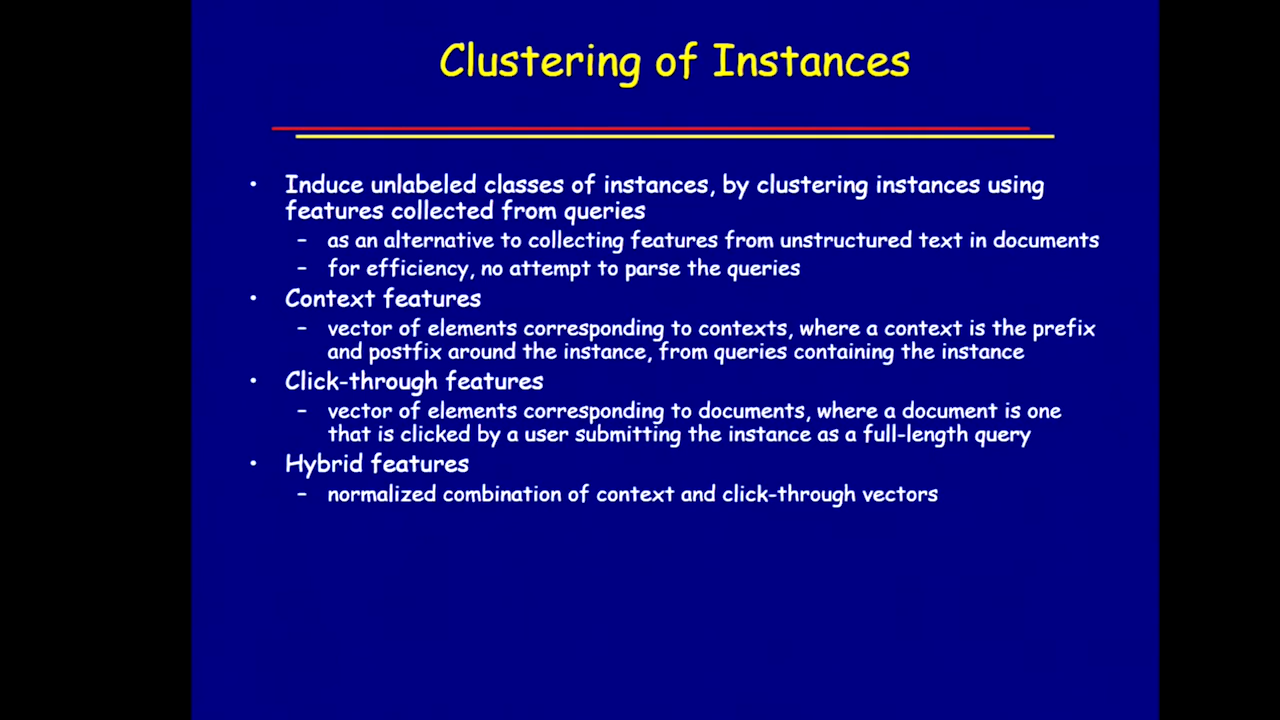 Clustering of Instances
• Induce unlabeled classes of instances, by clustering instances using
features collected from queries
– as an alternative to collecting features from unstructured text in documents
– for efficiency, no attempt to parse the queries
• Context features
– vector of elements corresponding to contexts, where a context is the prefix
and postfix around the instance, from queries containing the instance
• Click-through features
– vector of elements corresponding to documents, where a document is one
that is clicked by a user submitting the instance as a full-length query
• Hybrid features
– normalized combination of context and click-through vectors